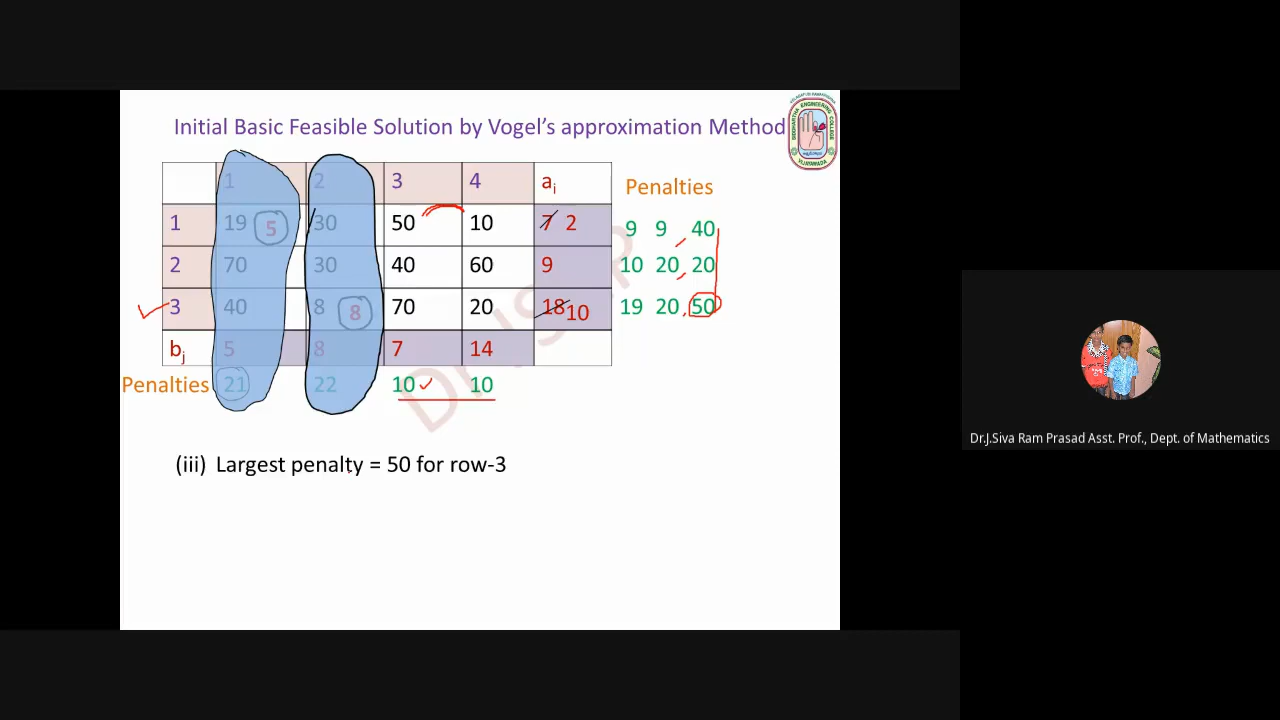 Initial Basic Feasible Solution by Vogel's approximation Method
1 2 3 4 ai Penalties
1 19 5 30 50 10 7 2 9 9 40
2 70 30 40 60 9 10 20 20
3 40 8 8 70 20 18 10 19 20 50
bj 5 8 7 14
Penalties 21 22 10 10
(iii) Largest penalty = 50 for row-3
Dr.J.Siva Ram Prasad Asst. Prof., Dept. of Mathematics